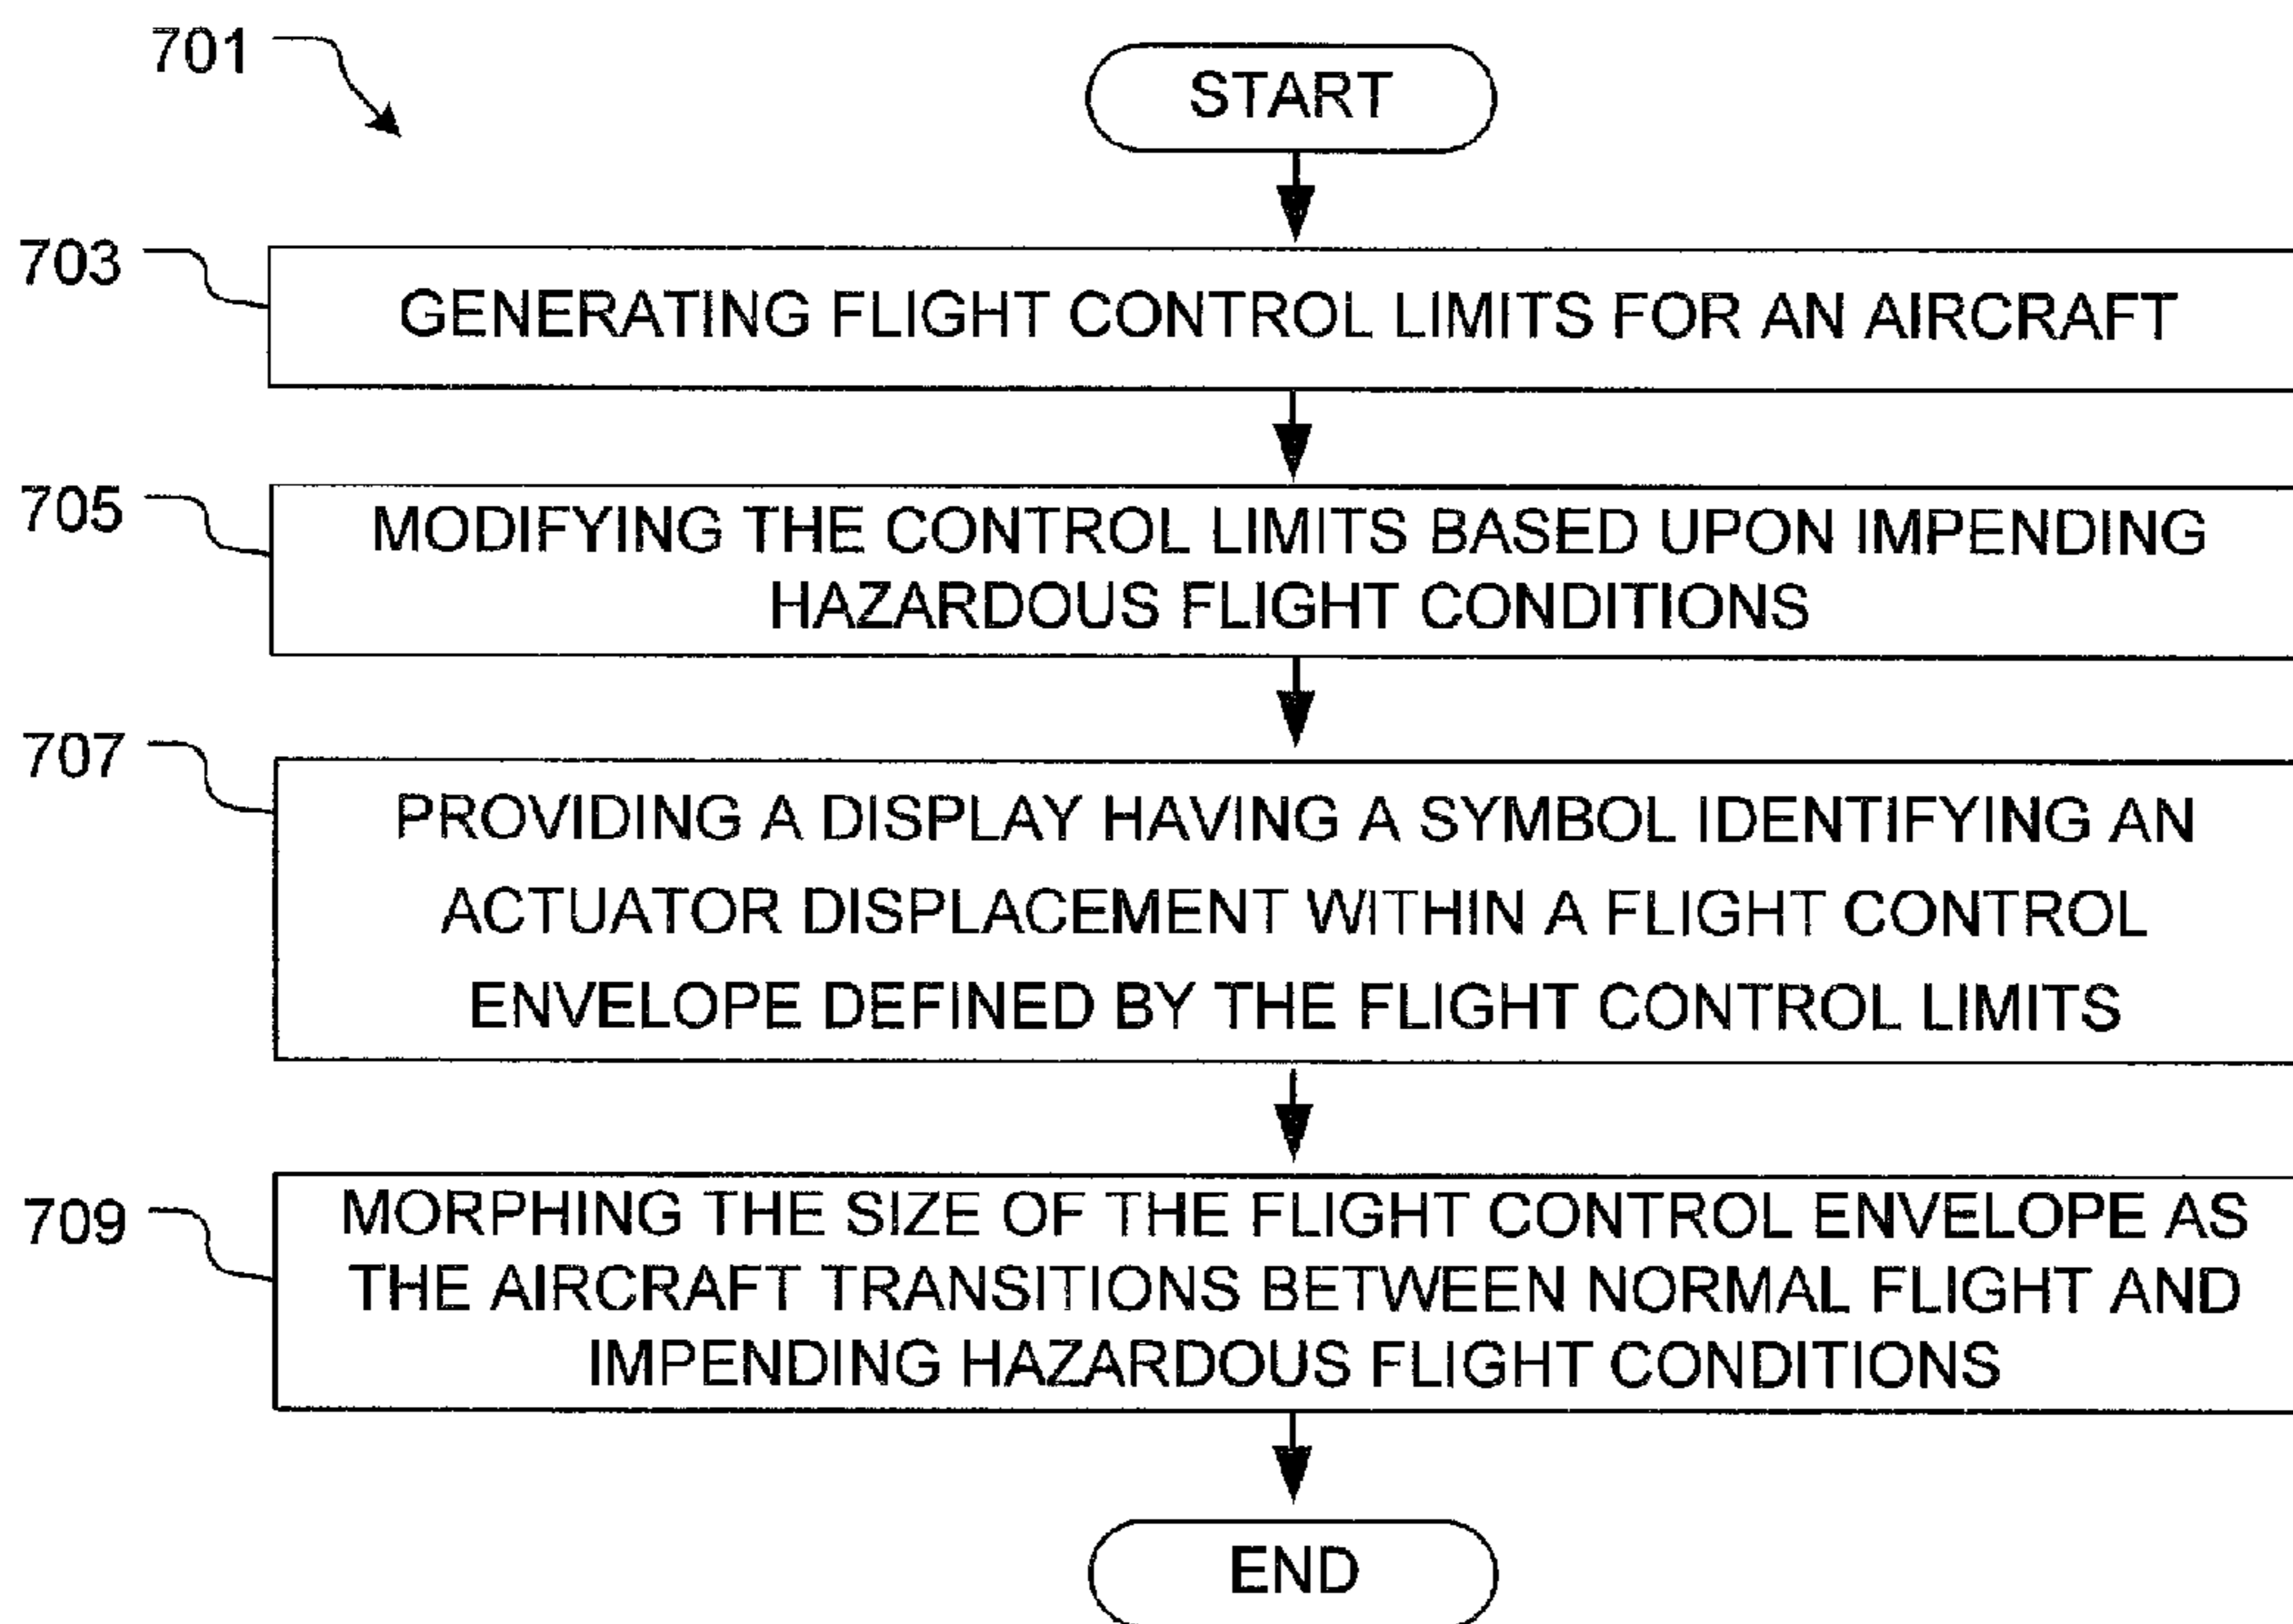 701
START
703
GENERATING FLIGHT CONTROL LIMITS FOR AN AIRCRAFT
705
MODIFYING THE CONTROL LIMITS BASED UPON IMPENDING
HAZARDOUS FLIGHT CONDITIONS
707
PROVIDING A DISPLAY HAVING A SYMBOL IDENTIFYING AN
ACTUATOR DISPLACEMENT WITHIN A FLIGHT CONTROL
ENVELOPE DEFINED BY THE FLIGHT CONTROL LIMITS
709
MORPHING THE SIZE OF THE FLIGHT CONTROL ENVELOPE AS
THE AIRCRAFT TRANSITIONS BETWEEN NORMAL FLIGHT AND
IMPENDING HAZARDOUS FLIGHT CONDITIONS
END